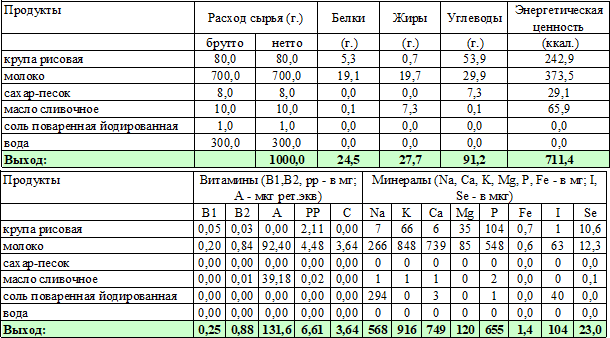 Продукты Расход сырья (г.) Белки Жиры Углеводы Энергетическая ценность
брутто нетто (г.) (г.) (г.) (ккал.)
крупа рисовая 80,0 80,0 5,3 0,7 53,9 242,9
молоко 700,0 700,0 19,1 19,7 29,9 373,5
сахар-песок 8,0 8,0 0,0 0,0 7,3 29,1
масло сливочное 10,0 10,0 0,1 7,3 0,1 65,9
соль поваренная йодированная 1,0 1,0 0,0 0,0 0,0 0,0
вода 300,0 300,0 0,0 0,0 0,0 0,0
Выход: 1000,0 24,5 27,7 91,2 711,4
Продукты Витамины (В1,В2, рр - в мг; А - мкг рет.экв) Минералы (Na, Ca, K, Mg, P, Fe - в мг; I, Se - в мкг)
В1 В2 А РР С Na K Ca Mg P Fe I Se
крупа рисовая 0,05 0,03 0,00 2,11 0,00 7 66 6 35 104 0,7 1 10,6
молоко 0,20 0,84 92,40 4,48 3,64 266 848 739 85 548 0,6 63 12,3
сахар-песок 0,00 0,00 0,00 0,00 0,00 0 0 0 0 0 0,0 0 0,0
масло сливочное 0,00 0,01 39,18 0,02 0,00 1 1 1 0 2 0,0 0 0,1
соль поваренная йодированная 0,00 0,00 0,00 0,00 0,00 294 0 3 0 1 0,0 40 0,0
вода 0,00 0,00 0,00 0,00 0,00 0 0 0 0 0 0,0 0 0,0
Выход: 0,25 0,88 131,6 6,61 3,64 568 916 749 120 655 1,4 104 23,0